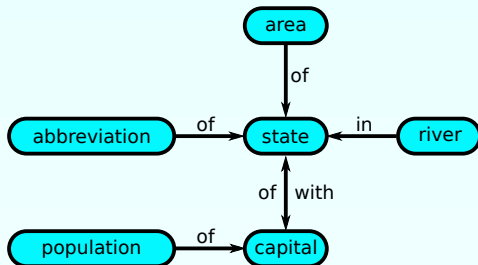 area
of
abbreviation of state in river
of with
population of capital